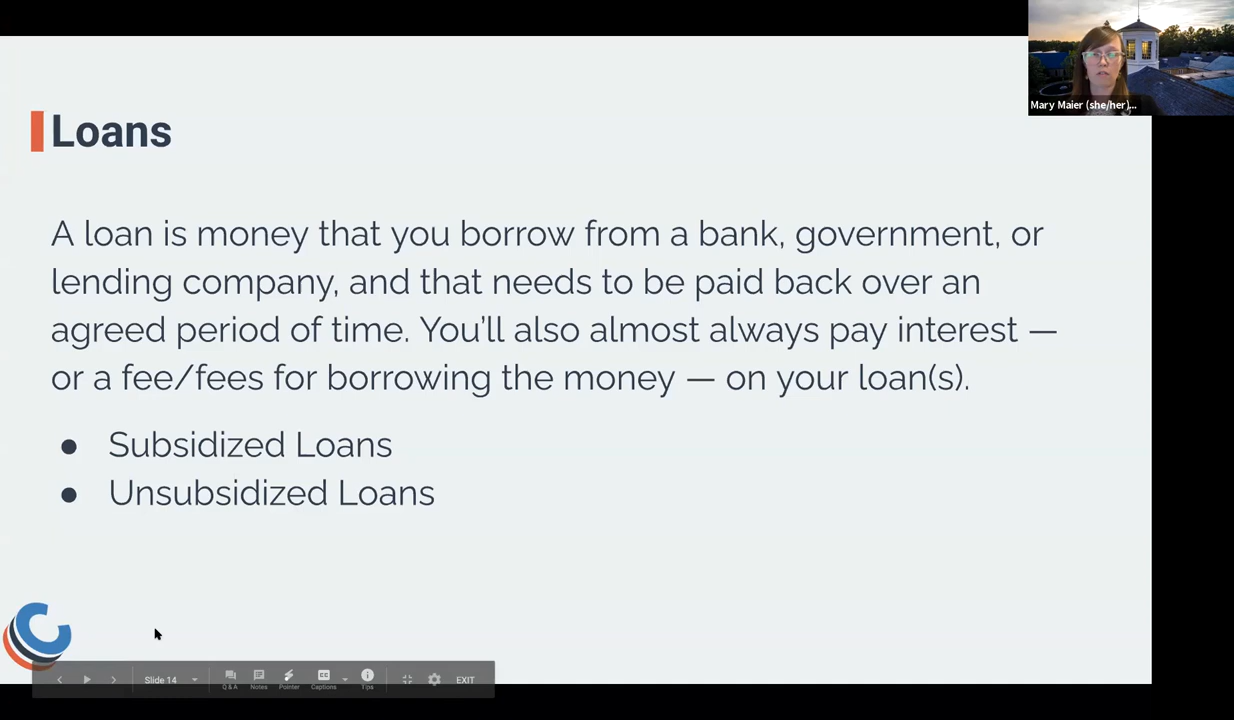 Mary Maier (she/her)...
Loans
A loan is money that you borrow from a bank, government, or
lending company, and that needs to be paid back over an
agreed period of time. You’ll also almost always pay interest —
or a fee/fees for borrowing the money — on your loan(s).
● Subsidized Loans
● Unsubsidized Loans
Slide 14
Q & A
Notes
Pointer
CC
Captions
Tips
EXIT